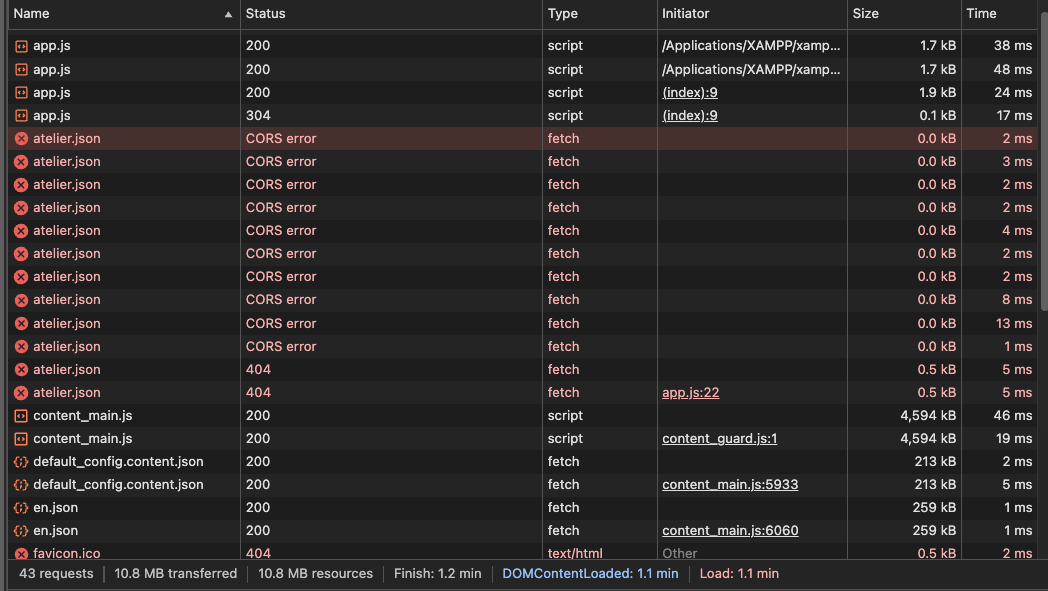 Name Status Type Initiator Size Time
app.js 200 script /Applications/XAMPP/xamp... 1.7 kB 38 ms
app.js 200 script /Applications/XAMPP/xamp... 1.7 kB 48 ms
app.js 200 script (index):9 1.9 kB 24 ms
app.js 304 script (index):9 0.1 kB 17 ms
atelier.json CORS error fetch 0.0 kB 2 ms
atelier.json CORS error fetch 0.0 kB 3 ms
atelier.json CORS error fetch 0.0 kB 2 ms
atelier.json CORS error fetch 0.0 kB 2 ms
atelier.json CORS error fetch 0.0 kB 4 ms
atelier.json CORS error fetch 0.0 kB 2 ms
atelier.json CORS error fetch 0.0 kB 2 ms
atelier.json CORS error fetch 0.0 kB 8 ms
atelier.json CORS error fetch 0.0 kB 13 ms
atelier.json CORS error fetch 0.0 kB 1 ms
atelier.json 404 fetch 0.5 kB 5 ms
atelier.json 404 fetch app.js:22 0.5 kB 5 ms
content_main.js 200 script 4,594 kB 46 ms
content_main.js 200 script content_guard.js:1 4,594 kB 19 ms
default_config.content.json 200 fetch 213 kB 2 ms
default_config.content.json 200 fetch content_main.js:5933 213 kB 5 ms
en.json 200 fetch 259 kB 1 ms
en.json 200 fetch content_main.js:6060 259 kB 1 ms
favicon.ico 404 text/html Other 0.5 kB 2 ms
43 requests 10.8 MB transferred 10.8 MB resources Finish: 1.2 min DOMContentLoaded: 1.1 min Load: 1.1 min